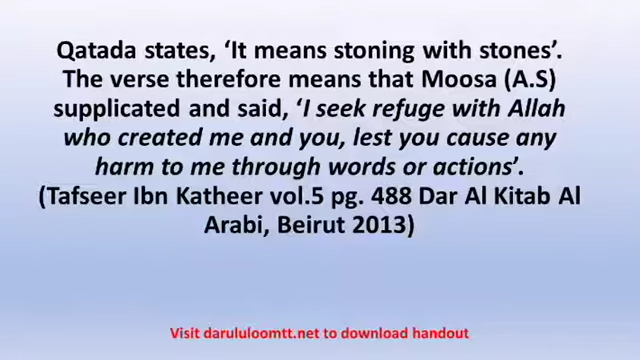 Qatada states, ‘It means stoning with stones’.
The verse therefore means that Moosa (A.S)
supplicated and said, ‘I seek refuge with Allah
who created me and you, lest you cause any
harm to me through words or actions’.
(Tafseer Ibn Katheer vol.5 pg. 488 Dar Al Kitab Al
Arabi, Beirut 2013)
Visit darululoomtt.net to download handout